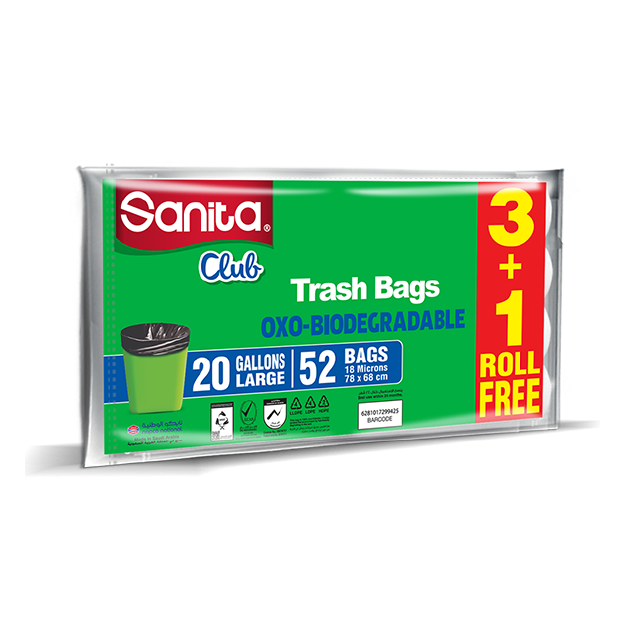 Sanita®
Club
Trash Bags
OXO-BIODEGRADABLE
20 GALLONS
LARGE
52 BAGS
18 Microns
78 x 68 cm
3
+
1
ROLL
FREE
LLDPE LDPE HDPE
6281017299425
BARCODE
Made in Saudi Arabia